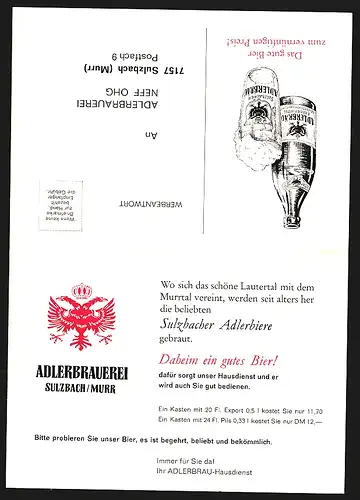 Das gute Bier
zum vernünftigen Preis!
WERBEANTWORT
An
ADLERBRAUEREI
NEFF OHG
7157 Sulzbach (Murr)
Postfach 9
Wenn keine
Briefmarke
zur Hand,
bezahlt
Empfänger
die Gebühr.
ADLERBRÄU
ADLERBRÄU
Wo sich das schöne Lautertal mit dem
Murrtal vereint, werden seit alters her
die beliebten
Sulzbacher Adlerbiere
gebraut.
Daheim ein gutes Bier!
dafür sorgt unser Hausdienst und er
wird auch Sie gut bedienen.
ADLERBRAUEREI
SULZBACH/MURR
Ein Kasten mit 20 Fl. Export 0,5 l kostet Sie nur 11,70
Ein Kasten mit 24 Fl. Pils 0,33 l kostet Sie nur DM 12,—
Bitte probieren Sie unser Bier, es ist begehrt, beliebt und bekömmlich.
Immer für Sie da!
Ihr ADLERBRÄU-Hausdienst